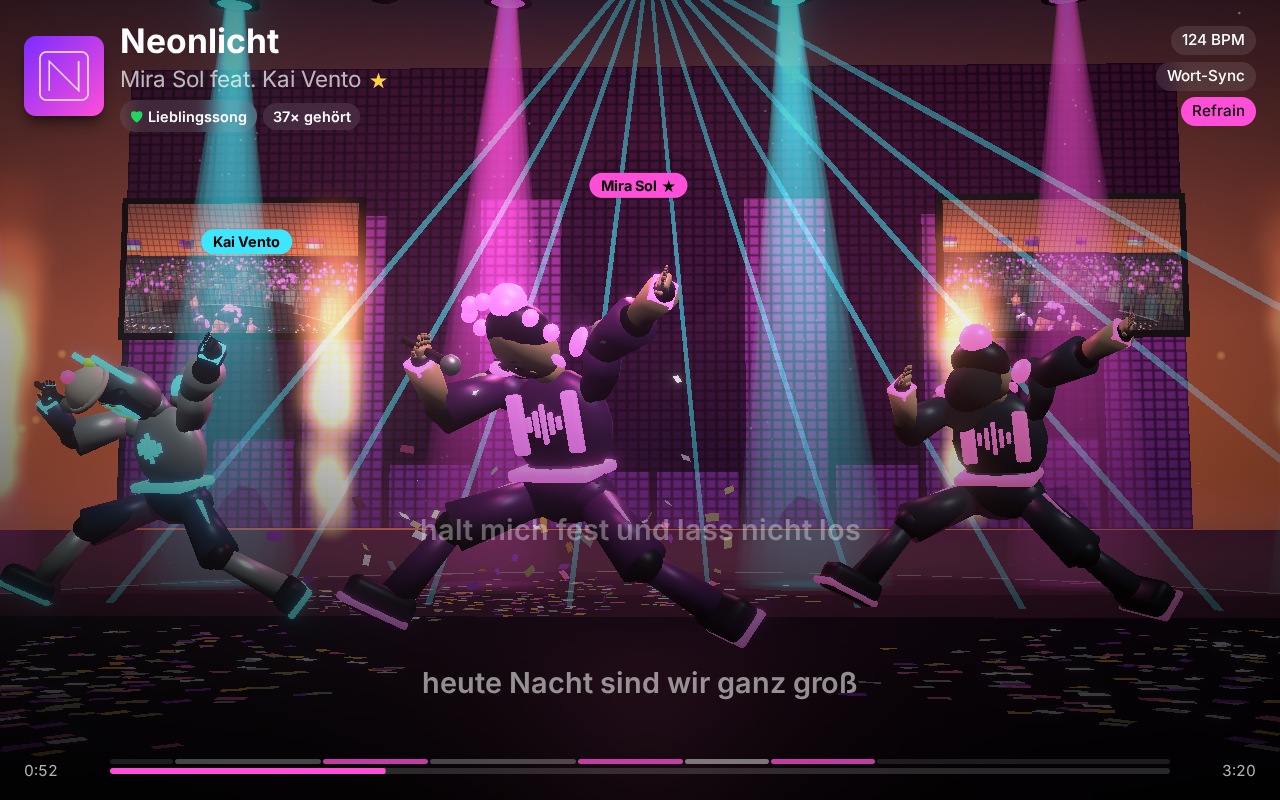 Neonlicht
Mira Sol feat. Kai Vento ★
Lieblingssong
37× gehört
124 BPM
Wort-Sync
Refrain
N
Mira Sol ★
Kai Vento
halt mich fest und lass nicht los
heute Nacht sind wir ganz groß
0:52
3:20